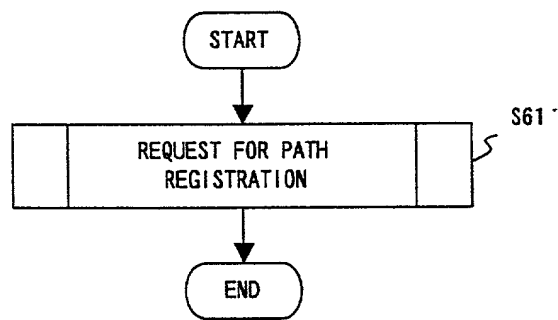 START
S61
REQUEST FOR PATH
REGISTRATION
END